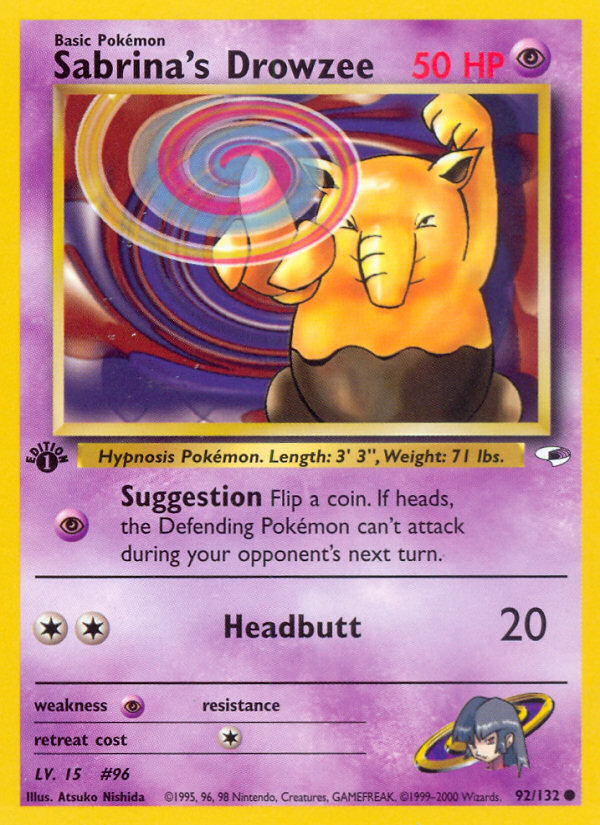 Basic Pokémon
Sabrina's Drowzee 50 HP
EDITION
1
Hypnosis Pokémon. Length: 3' 3", Weight: 71 lbs.
Suggestion Flip a coin. If heads,
the Defending Pokémon can't attack
during your opponent's next turn.
Headbutt 20
weakness resistance
retreat cost
LV. 15 #96
Illus. Atsuko Nishida ©1995, 96, 98 Nintendo, Creatures, GAMEFREAK. ©1999–2000 Wizards. 92/132